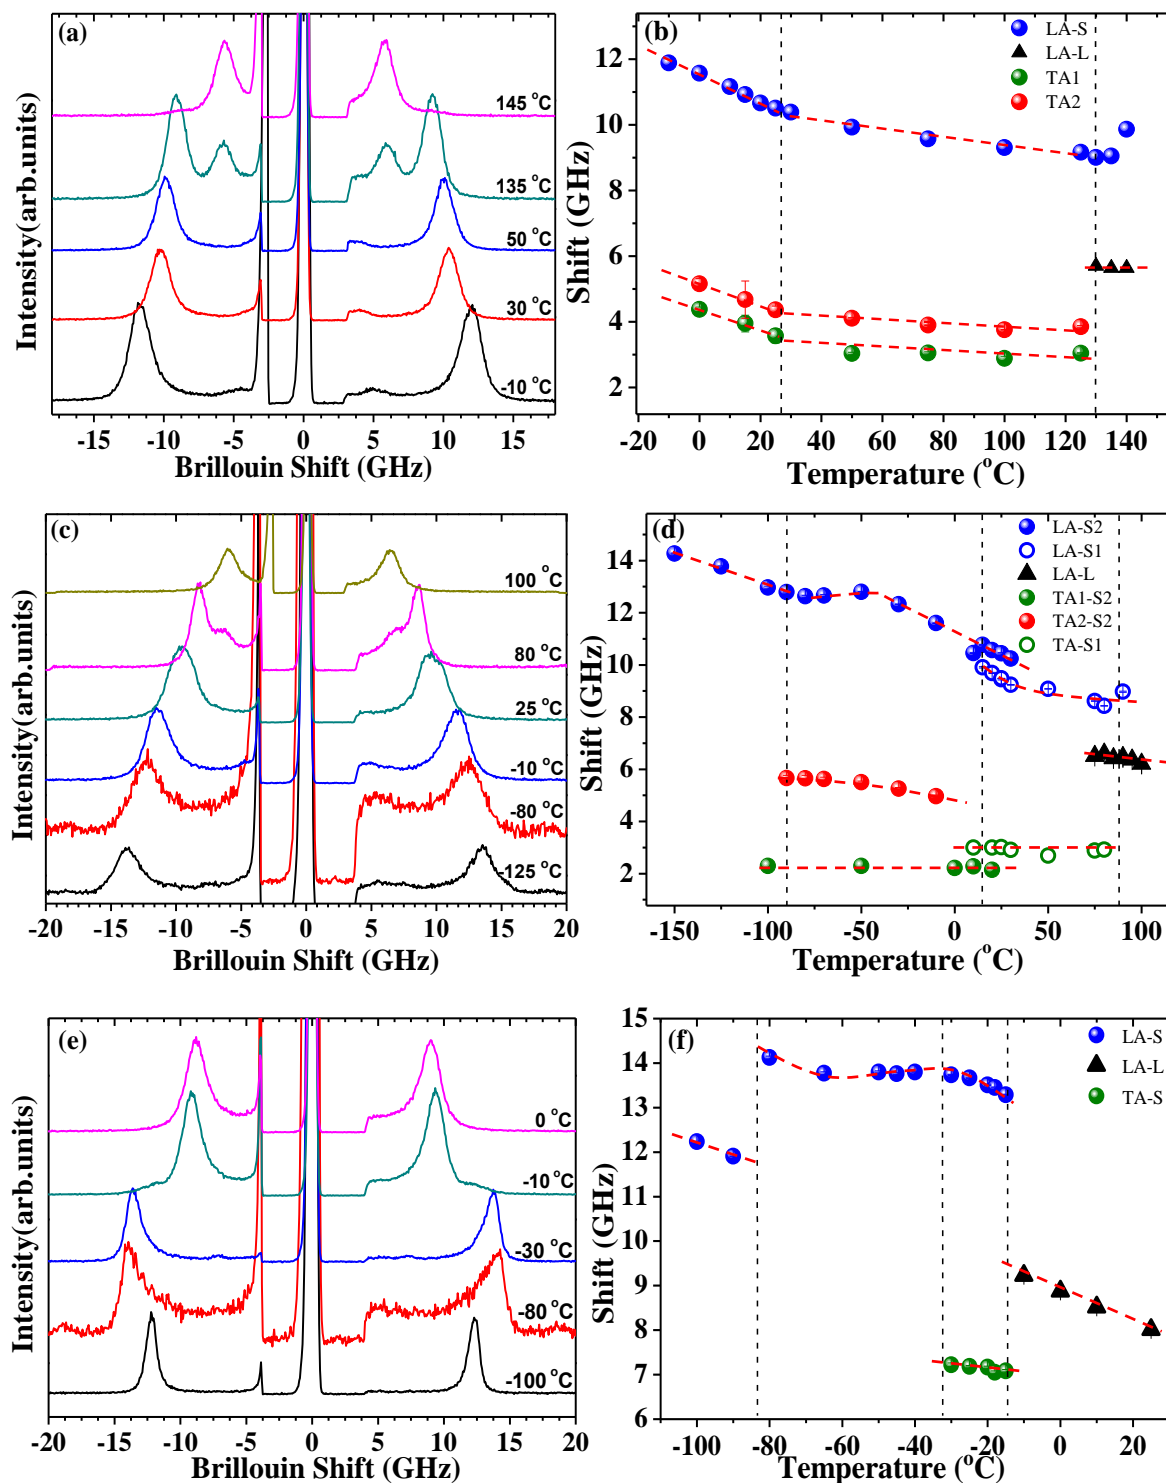 (a)
145 °C
135 °C
50 °C
30 °C
-10 °C
-15 -10 -5 0 5 10 15
Brillouin Shift (GHz)
Intensity(arb.units)
(b)
LA-S
LA-L
TA1
TA2
12
10
8
6
4
2
-20 0 20 40 60 80 100 120 140
Temperature (°C)
Shift (GHz)
(c)
100 °C
80 °C
25 °C
-10 °C
-80 °C
-125 °C
-20 -15 -10 -5 0 5 10 15 20
Brillouin Shift (GHz)
Intensity(arb.units)
(d)
LA-S2
LA-S1
LA-L
TA1-S2
TA2-S2
TA-S1
14
12
10
8
6
4
2
-150 -100 -50 0 50 100
Temperature (°C)
Shift (GHz)
(e)
0 °C
-10 °C
-30 °C
-80 °C
-100 °C
-20 -15 -10 -5 0 5 10 15 20
Brillouin Shift (GHz)
Intensity(arb.units)
(f)
LA-S
LA-L
TA-S
15
14
13
12
11
10
9
8
7
6
-100 -80 -60 -40 -20 0 20
Temperature (°C)
Shift (GHz)